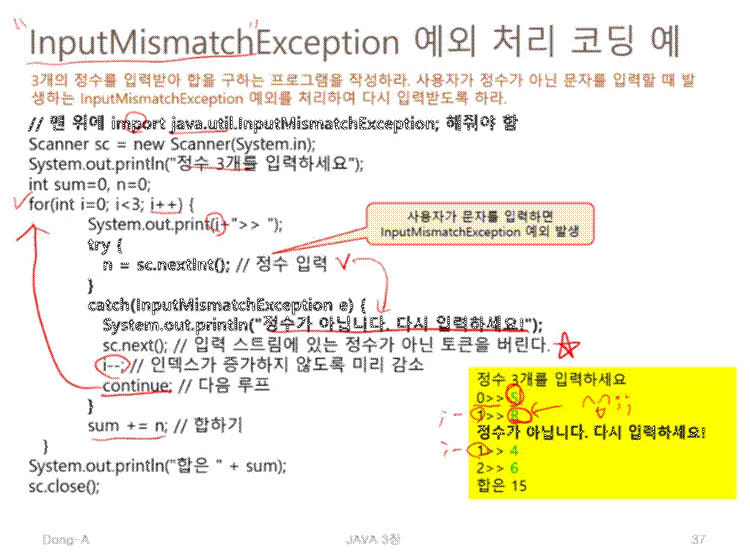 InputMismatchException 예외 처리 코딩 예
3개의 정수를 입력받아 합을 구하는 프로그램을 작성하라. 사용자가 정수가 아닌 문자를 입력할 때 발
생하는 InputMismatchException 예외를 처리하여 다시 입력받도록 하라.
// 맨 위에 import java.util.InputMismatchException; 해줘야 함
Scanner sc = new Scanner(System.in);
System.out.println("정수 3개를 입력하세요");
int sum=0, n=0;
for(int i=0; i<3; i++) {
System.out.print(i+">> ");
try {
n = sc.nextInt(); // 정수 입력
}
catch(InputMismatchException e) {
System.out.println("정수가 아닙니다. 다시 입력하세요!");
sc.next(); // 입력 스트림에 있는 정수가 아닌 토큰을 버린다.
i--; // 인덱스가 증가하지 않도록 미리 감소
continue; // 다음 루프
}
sum += n; // 합하기
}
System.out.println("합은 " + sum);
sc.close();
사용자가 문자를 입력하면
InputMismatchException 예외 발생
정수 3개를 입력하세요
0>> 5
1>> R
정수가 아닙니다. 다시 입력하세요!
1>> 4
2>> 6
합은 15
Dong-A
JAVA 3장
37